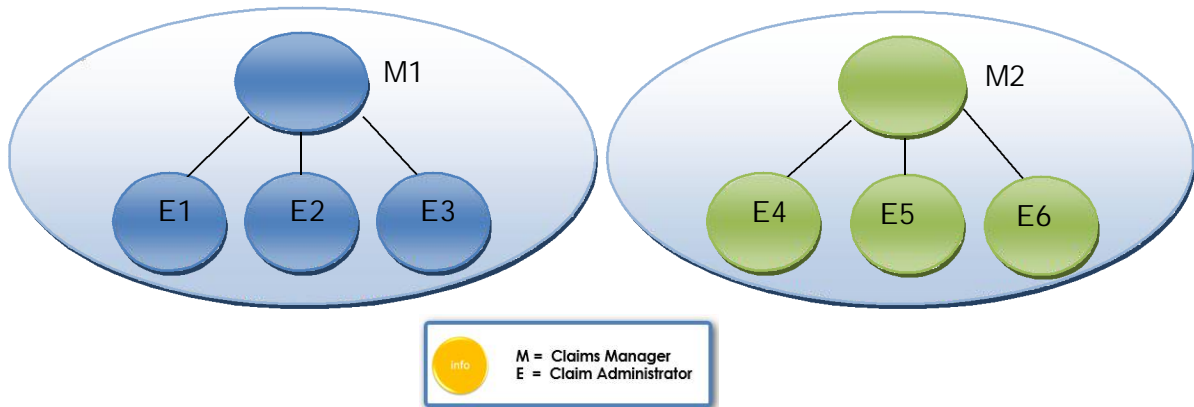 M1
M2
E1
E2
E3
E4
E5
E6
info
M = Claims Manager
E = Claim Administrator